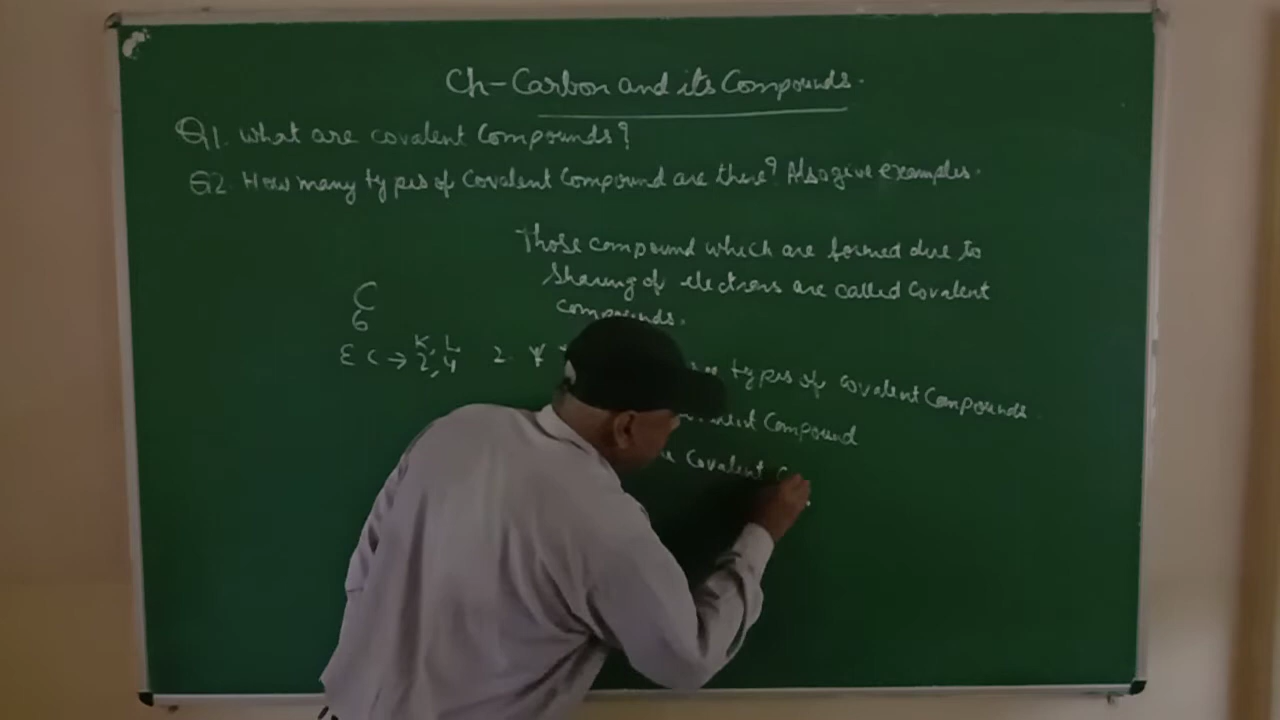 Ch-Carbon and its Compounds.
Q1. What are covalent Compounds?
Q2. How many types of Covalent Compound are there? Also give examples.
Those compound which are formed due to
Sharing of electrons are called Covalent
Compounds.
C
6
K, L
E C → 2, 4
2.
types of Covalent Compounds.
Compound
Covalent